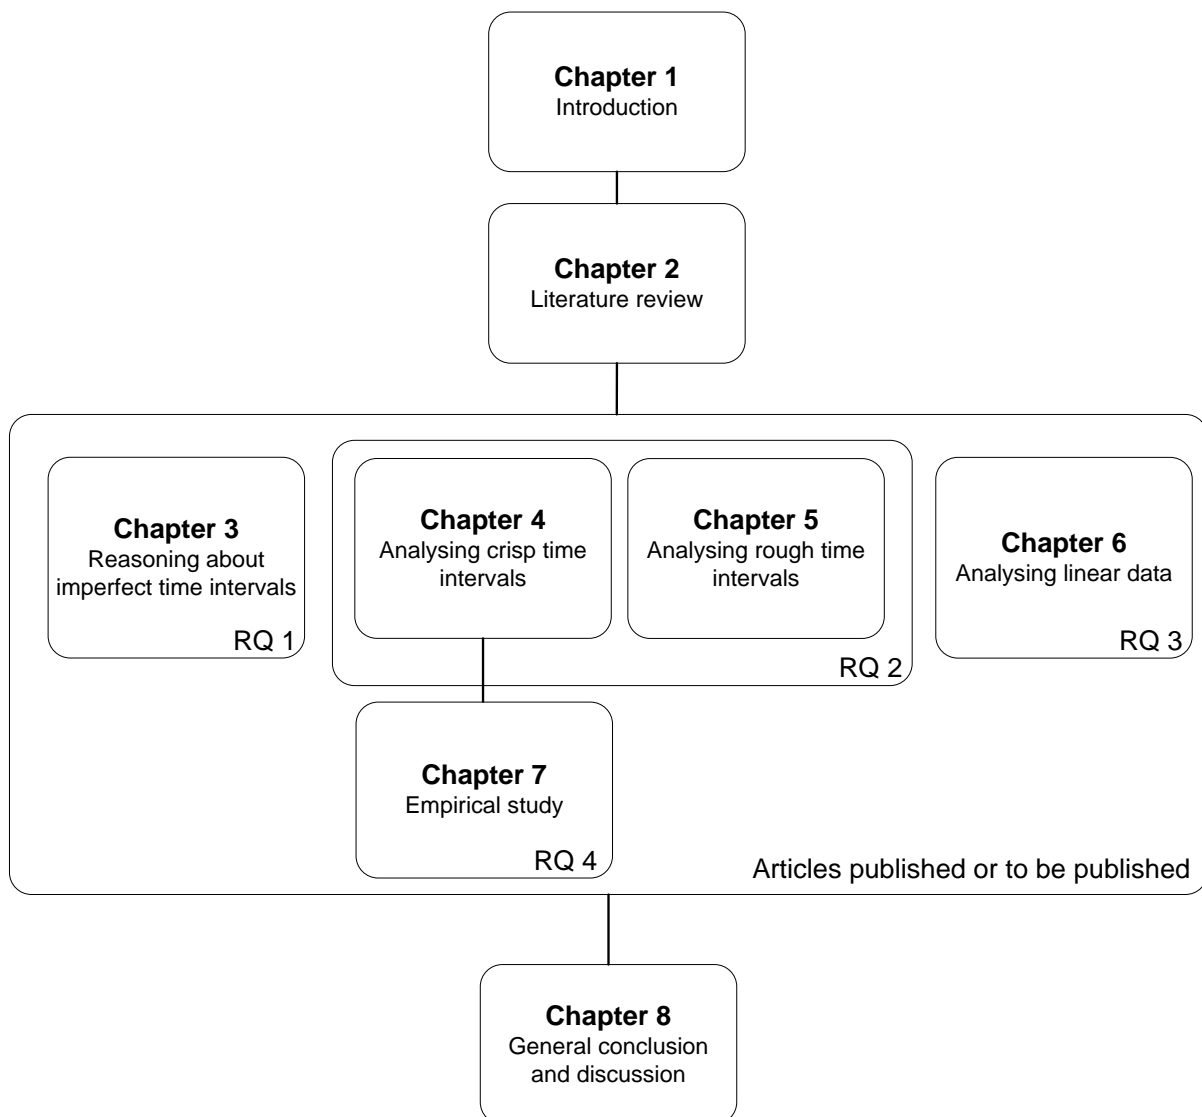 Chapter 1
Introduction
Chapter 2
Literature review
Chapter 3
Reasoning about
imperfect time intervals
RQ 1
Chapter 4
Analysing crisp time
intervals
Chapter 5
Analysing rough time
intervals
RQ 2
Chapter 6
Analysing linear data
RQ 3
Chapter 7
Empirical study
RQ 4
Articles published or to be published
Chapter 8
General conclusion
and discussion